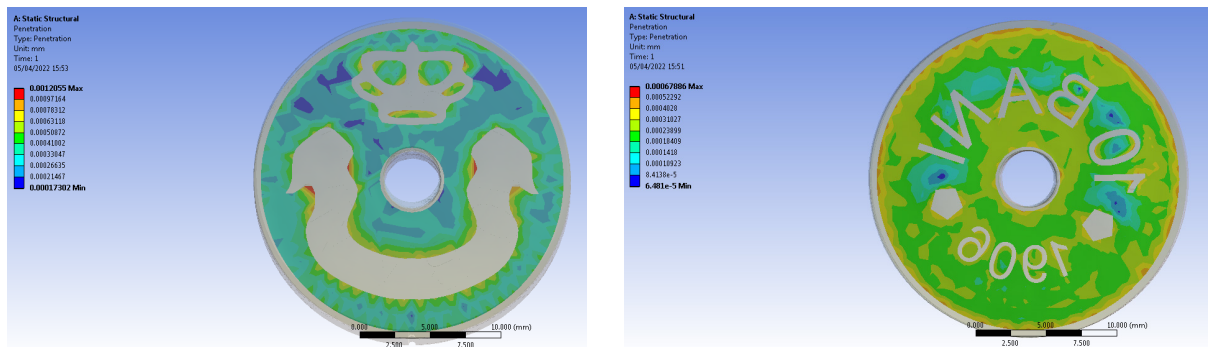 A: Static Structural
Penetration
Type: Penetration
Unit: mm
Time: 1
05/04/2022 15:53
0.0012055 Max
0.00097164
0.00078312
0.00063118
0.00050872
0.00041002
0.00033047
0.00026635
0.00021467
0.00017302 Min
0.000 5.000 10.000 (mm)
2.500 7.500
A: Static Structural
Penetration
Type: Penetration
Unit: mm
Time: 1
05/04/2022 15:51
0.00067886 Max
0.00052292
0.0004028
0.00031027
0.00023899
0.00018409
0.0001418
0.00010923
8.4138e-5
6.481e-5 Min
10 BANI
1906
0.000 5.000 10.000 (mm)
2.500 7.500